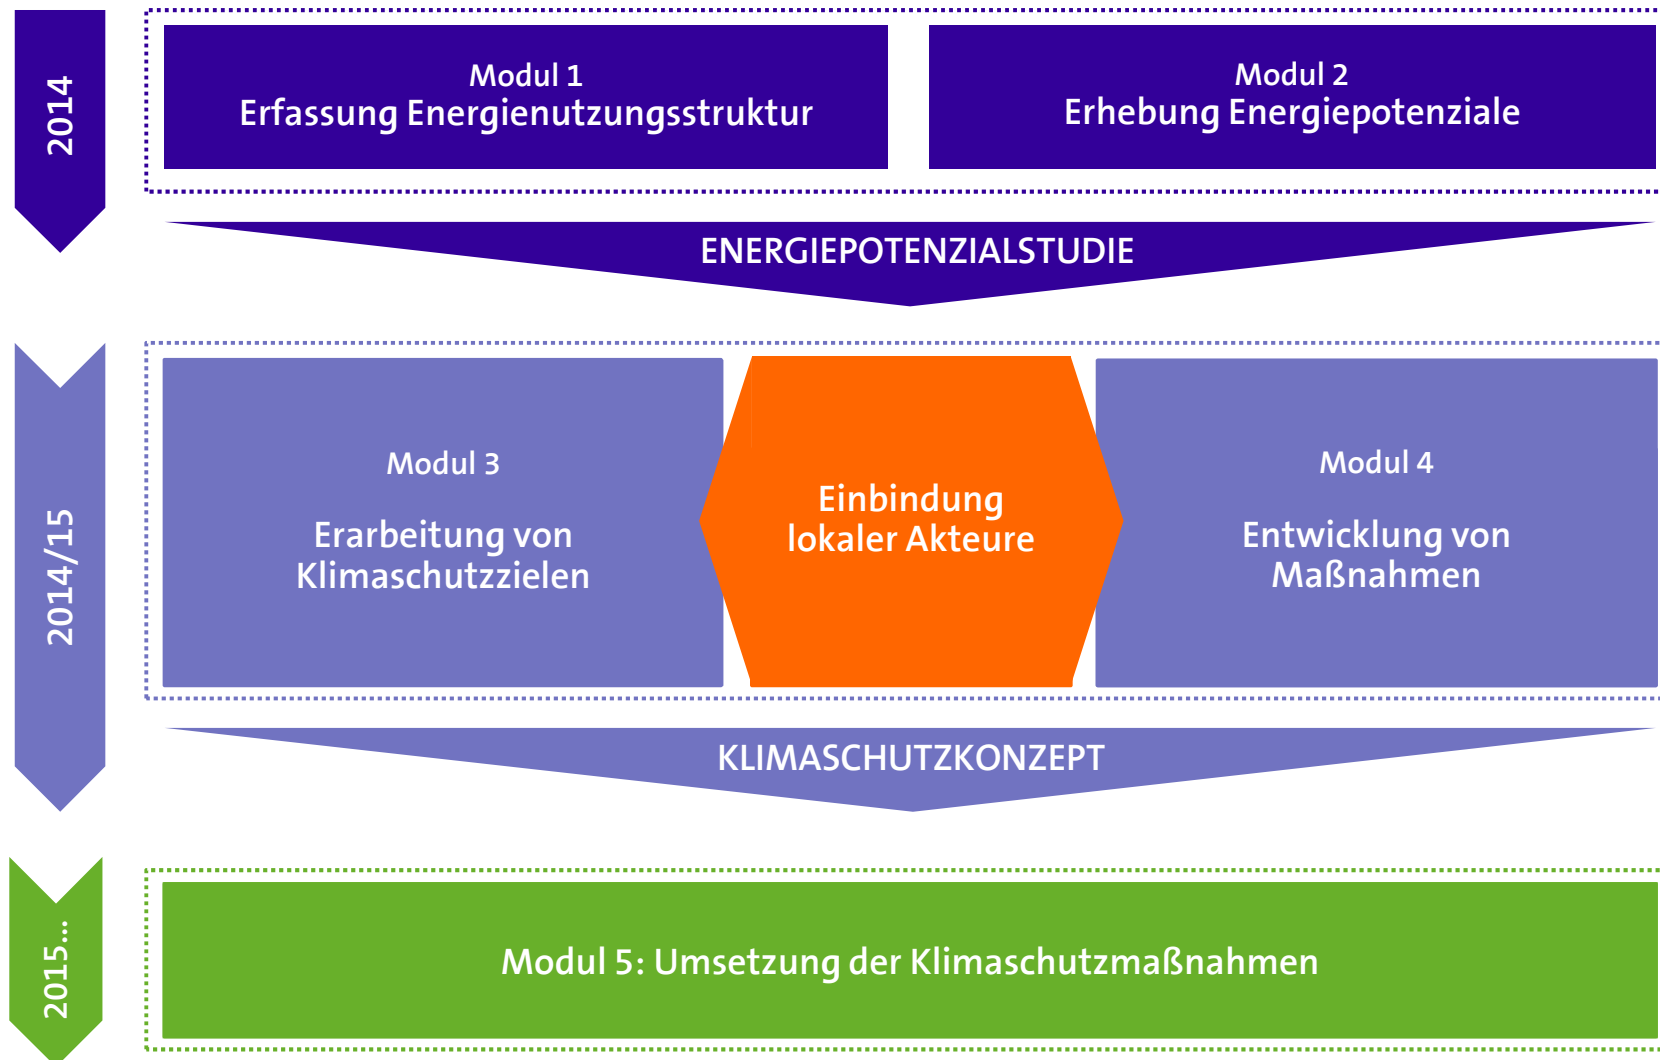 2014
Modul 1
Erfassung Energienutzungsstruktur
Modul 2
Erhebung Energiepotenziale
ENERGIEPOTENZIALSTUDIE
2014/15
Modul 3
Erarbeitung von
Klimaschutzzielen
Einbindung
lokaler Akteure
Modul 4
Entwicklung von
Maßnahmen
KLIMASCHUTZKONZEPT
2015...
Modul 5: Umsetzung der Klimaschutzmaßnahmen